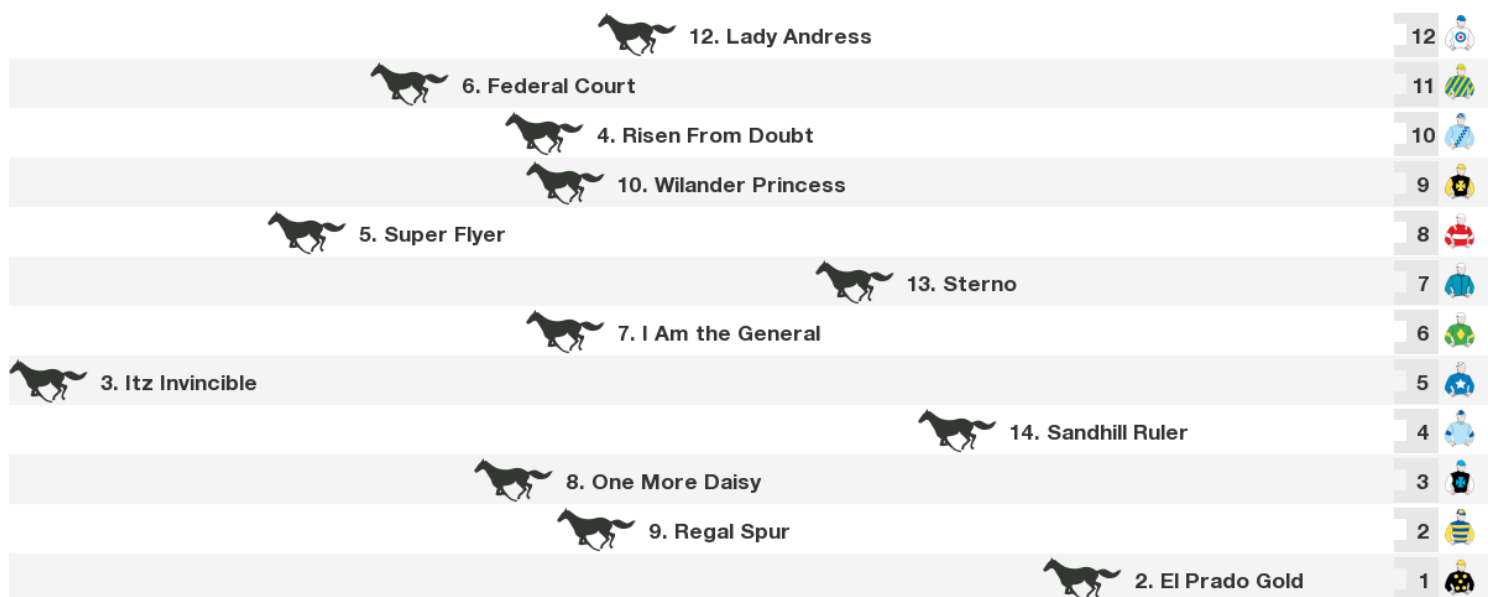 12. Lady Andress 12
6. Federal Court 11
4. Risen From Doubt 10
10. Wilander Princess 9
5. Super Flyer 8
13. Sterno 7
7. I Am the General 6
3. Itz Invincible 5
14. Sandhill Ruler 4
8. One More Daisy 3
9. Regal Spur 2
2. El Prado Gold 1